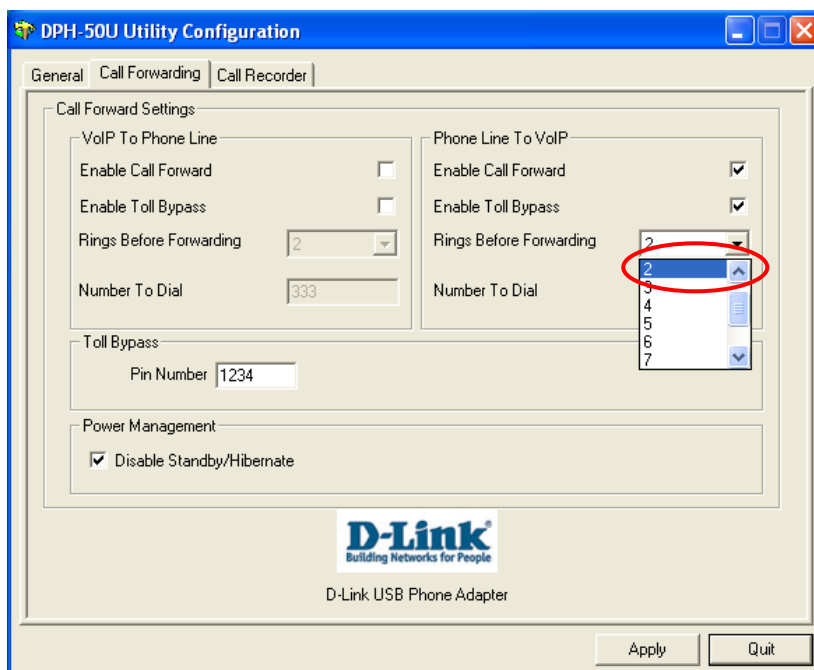 DPH-50U Utility Configuration
General Call Forwarding Call Recorder
Call Forward Settings
VoIP To Phone Line
Enable Call Forward
Enable Toll Bypass
Rings Before Forwarding 2
Number To Dial 333
Phone Line To VoIP
Enable Call Forward
Enable Toll Bypass
Rings Before Forwarding 2
2
3
4
5
6
7
Number To Dial
Toll Bypass
Pin Number 1234
Power Management
Disable Standby/Hibernate
D-Link®
Building Networks for People
D-Link USB Phone Adapter
Apply Quit